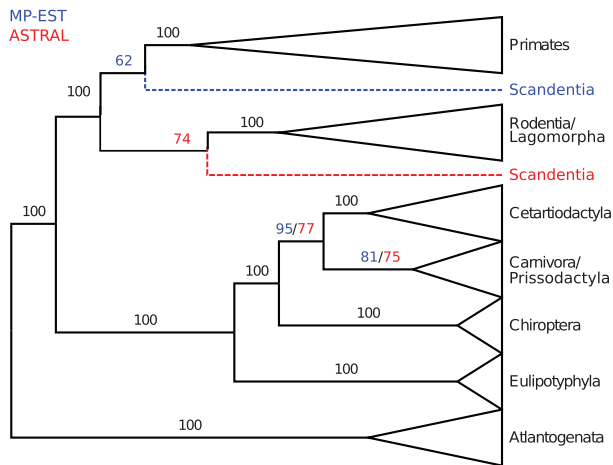 MP-EST
ASTRAL
100
Primates
62
Scandentia
100
100
Rodentia/
Lagomorpha
74
Scandentia
100
100
Cetartiodactyla
95/77
81/75
Carnivora/
Prissodactyla
100
100
Chiroptera
100
100
Eulipotyphyla
100
Atlantogenata